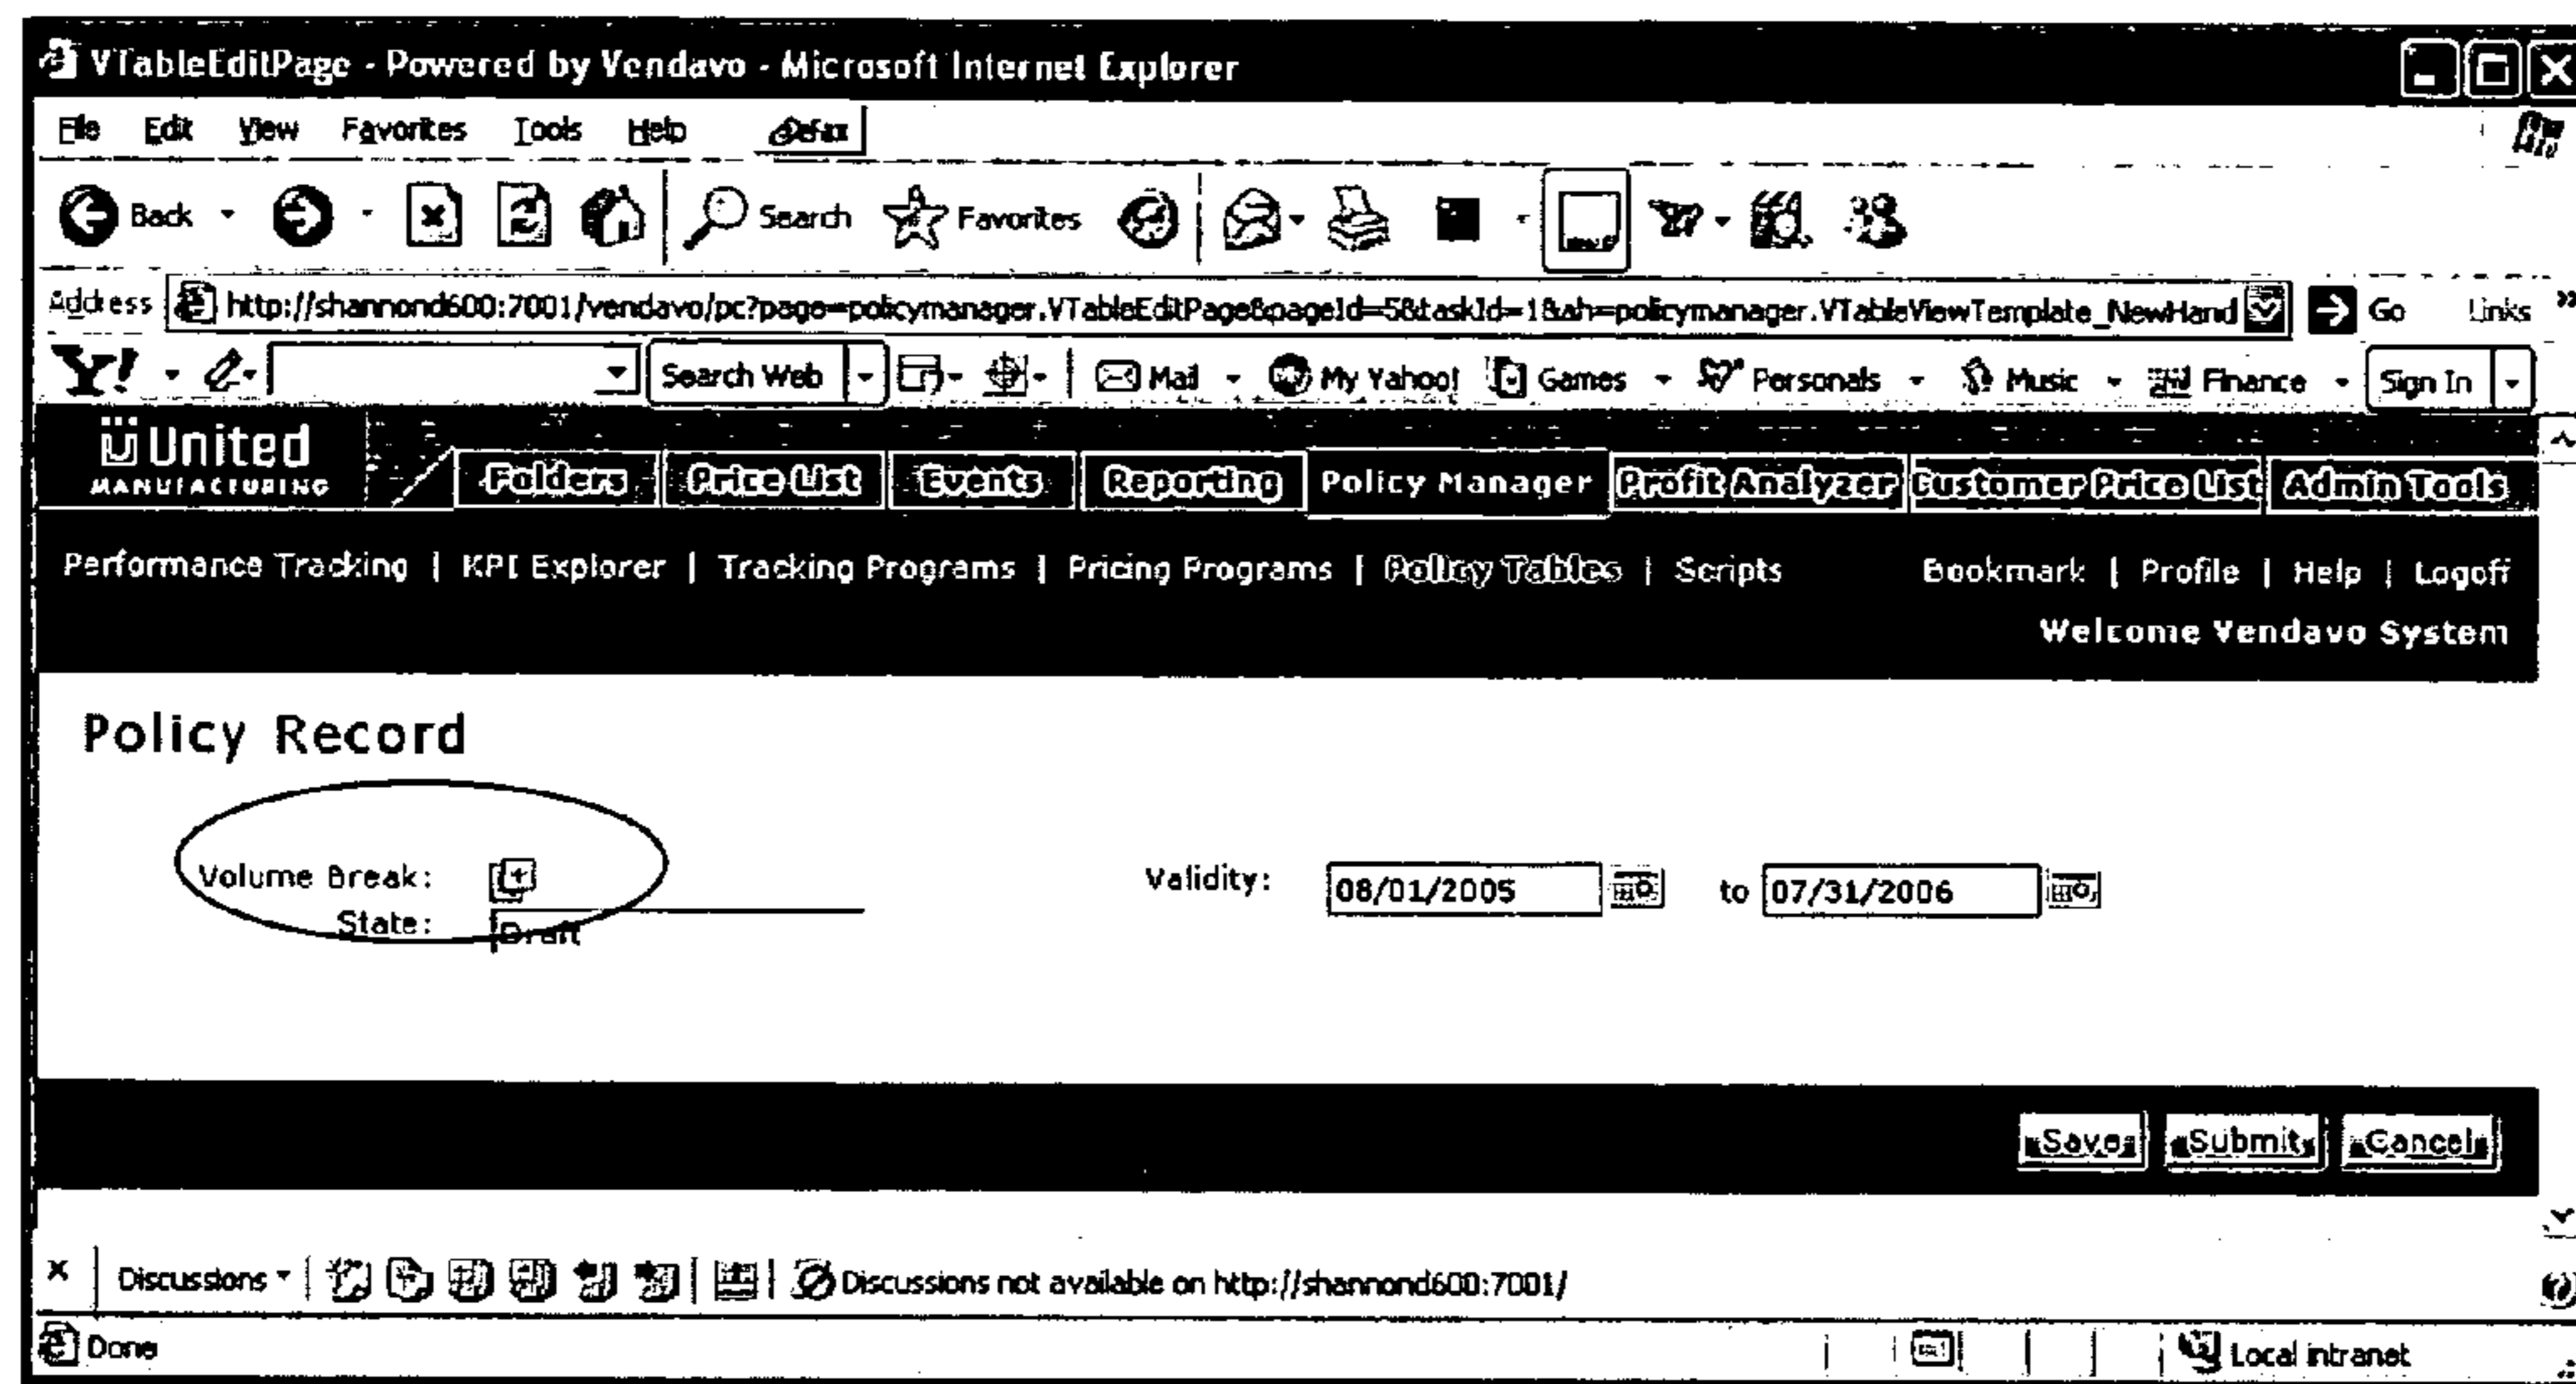 VTableEditPage - Powered by Vendavo - Microsoft Internet Explorer
File Edit View Favorites Tools Help eFax
Back Search Favorites
Address http://shannond600:7001/vendavo/pc?page=policymanager.VTableEditPage&pageId=5&taskId=1&ah=policymanager.VTableViewTemplate_NewHand Go Links »
Y! Search Web Mail My Yahoo! Games Personals Music Finance Sign In
United
MANUFACTURING
Folders Price List Events Reporting Policy Manager Profit Analyzer Customer Price List Admin Tools
Performance Tracking | KPI Explorer | Tracking Programs | Pricing Programs | Policy Tables | Scripts Bookmark | Profile | Help | Logoff
Welcome Vendavo System
Policy Record
Volume Break: Validity: 08/01/2005 to 07/31/2006
State: Draft
Save Submit Cancel
Discussions Discussions not available on http://shannond600:7001/
Done Local intranet